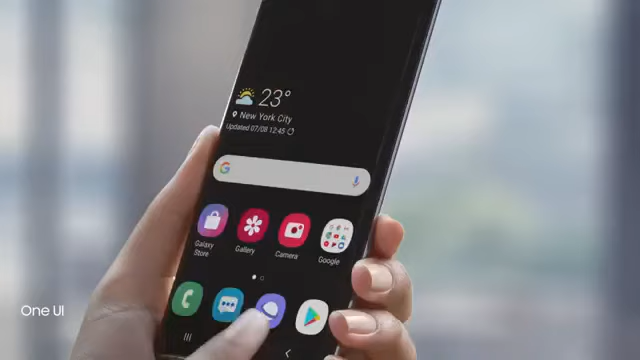 23°
New York City
Updated 07/08 12:45
Galaxy
Store
Gallery
Camera
Google
One UI